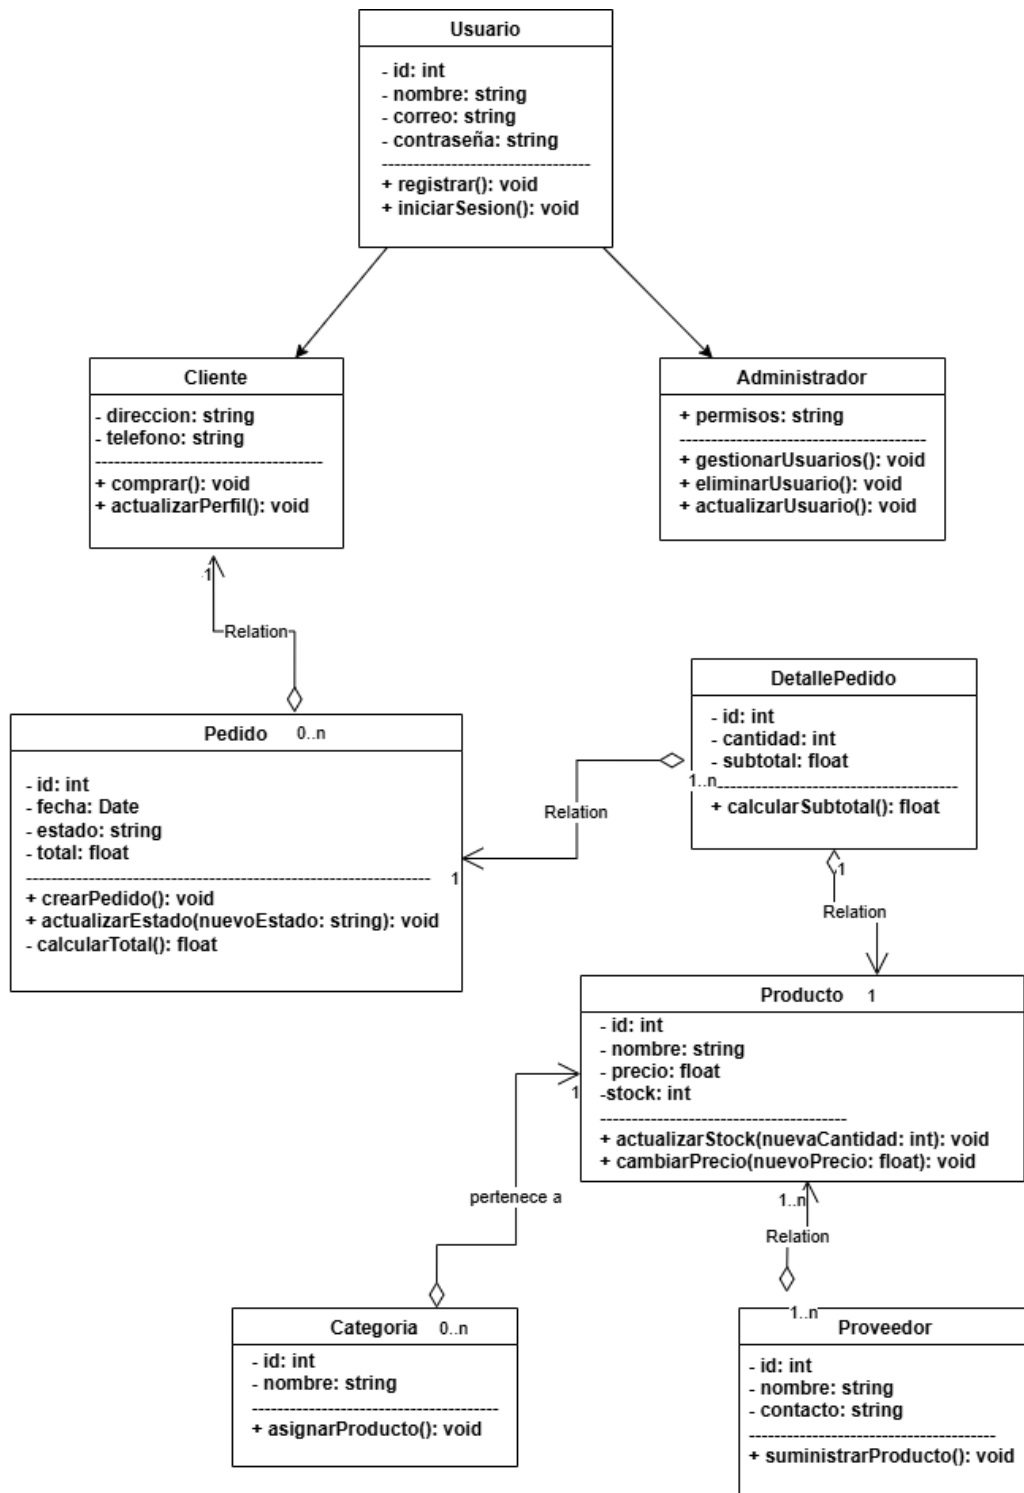 Usuario
- id: int
- nombre: string
- correo: string
- contraseña: string
---------------------------------
+ registrar(): void
+ iniciarSesion(): void
Cliente
- direccion: string
- telefono: string
------------------------------------
+ comprar(): void
+ actualizarPerfil(): void
Administrador
+ permisos: string
---------------------------------------
+ gestionarUsuarios(): void
+ eliminarUsuario(): void
+ actualizarUsuario(): void
1
Relation
Pedido 0..n
- id: int
- fecha: Date
- estado: string
- total: float
----------------------------------------------------------------
+ crearPedido(): void
+ actualizarEstado(nuevoEstado: string): void
- calcularTotal(): float
DetallePedido
- id: int
- cantidad: int
- subtotal: float
--------------------------------------
+ calcularSubtotal(): float
1..n
Relation
1
1
Relation
Producto 1
- id: int
- nombre: string
- precio: float
-stock: int
---------------------------------------
+ actualizarStock(nuevaCantidad: int): void
+ cambiarPrecio(nuevoPrecio: float): void
1
pertenece a
1..n
Relation
1..n
Categoria 0..n
- id: int
- nombre: string
---------------------------------------
+ asignarProducto(): void
Proveedor
- id: int
- nombre: string
- contacto: string
---------------------------------------
+ suministrarProducto(): void